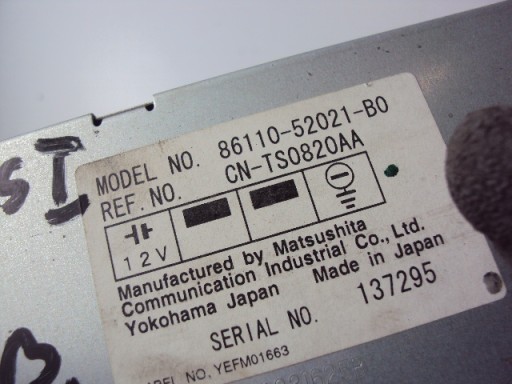 MODEL NO. 86110-52021-B0
REF. NO. CN-TS0820AA
12V
Manufactured by Matsushita
Communication Industrial Co., Ltd.
Yokohama Japan Made in Japan
SERIAL NO. 137295
NO. YEFM01663